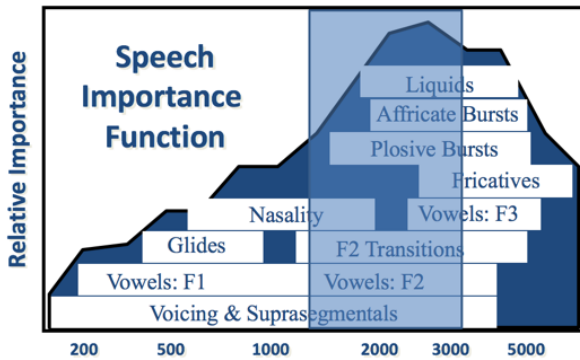 Speech
Importance
Function
Relative Importance
Liquids
Affricate Bursts
Plosive Bursts
Fricatives
Nasality Vowels: F3
Glides F2 Transitions
Vowels: F1 Vowels: F2
Voicing & Suprasegmentals
200 500 1000 2000 3000 5000